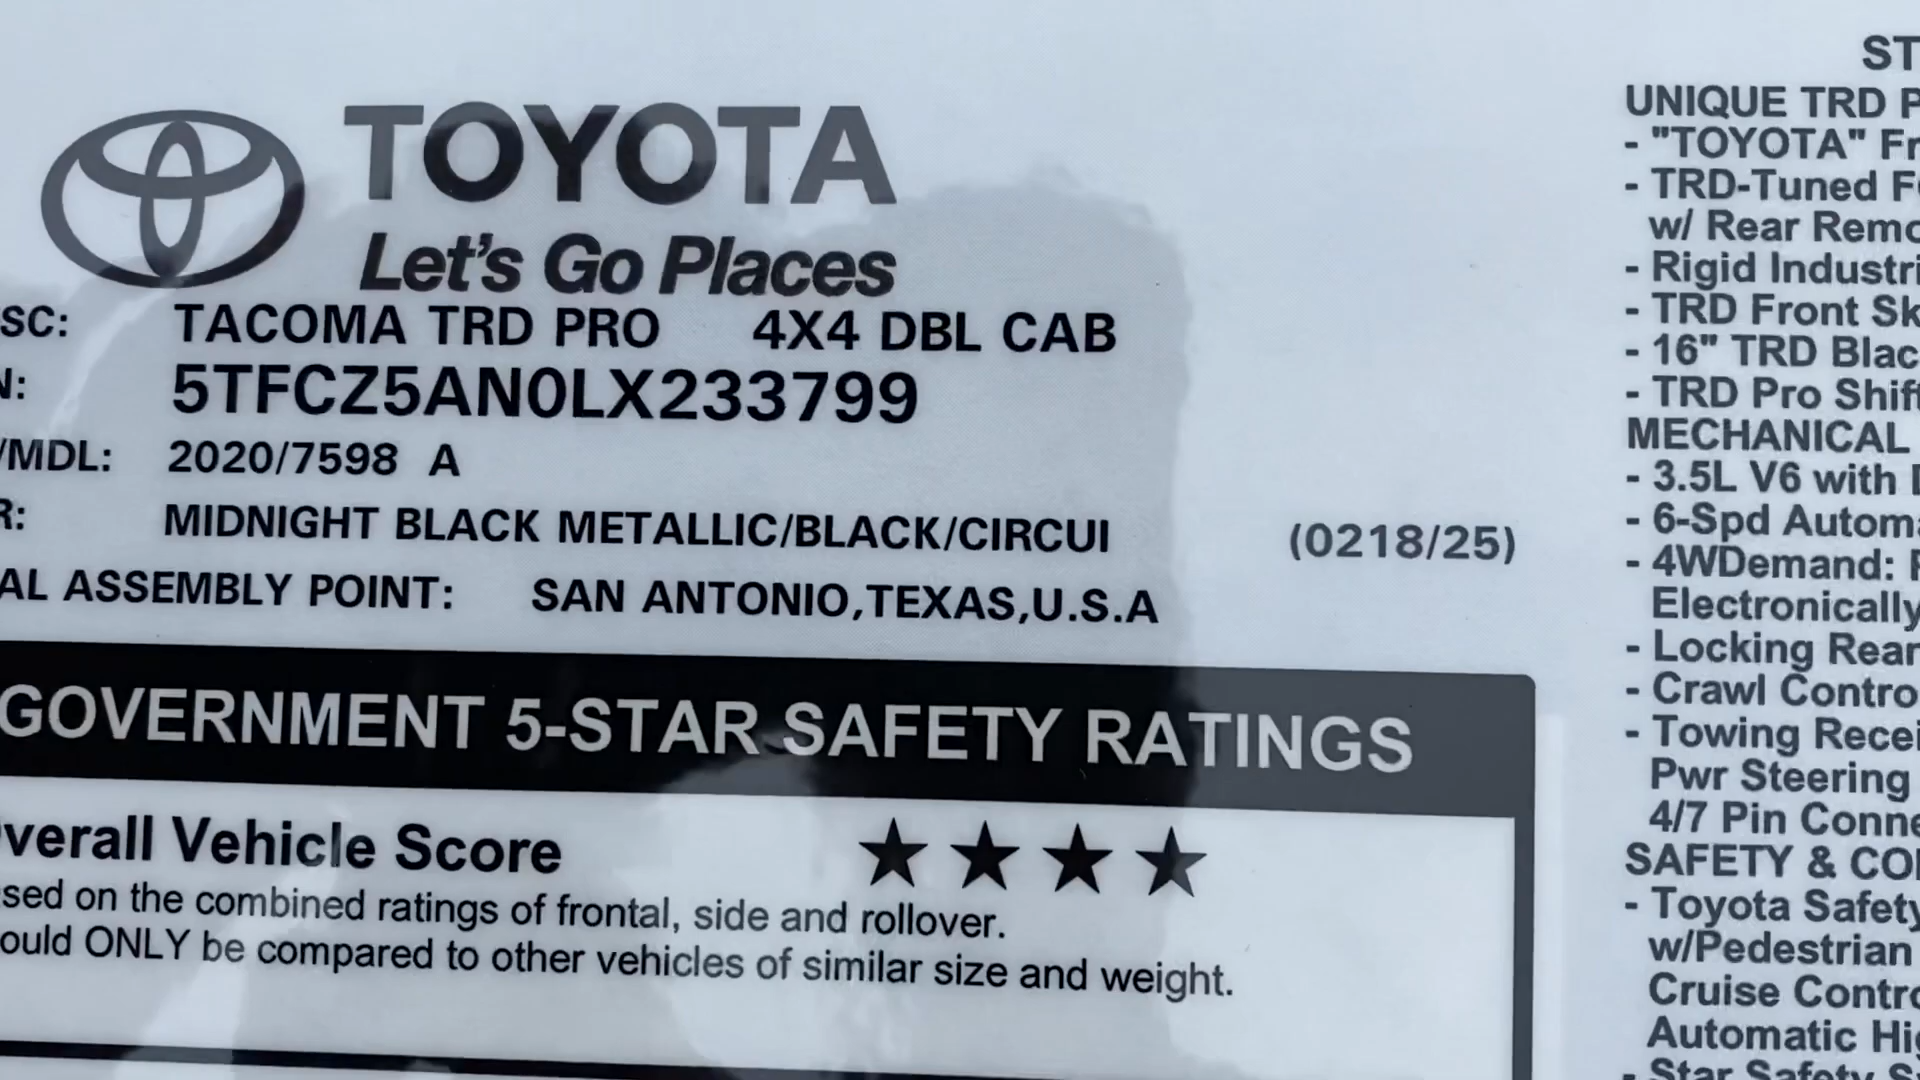 TOYOTA
Let's Go Places
SC: TACOMA TRD PRO 4X4 DBL CAB
N: 5TFCZ5AN0LX233799
/MDL: 2020/7598 A
R: MIDNIGHT BLACK METALLIC/BLACK/CIRCUI (0218/25)
AL ASSEMBLY POINT: SAN ANTONIO,TEXAS,U.S.A
GOVERNMENT 5-STAR SAFETY RATINGS
verall Vehicle Score ★ ★ ★ ★
sed on the combined ratings of frontal, side and rollover.
ould ONLY be compared to other vehicles of similar size and weight.
ST
UNIQUE TRD P
- "TOYOTA" Fr
- TRD-Tuned F
w/ Rear Remo
- Rigid Industri
- TRD Front Sk
- 16" TRD Blac
- TRD Pro Shift
MECHANICAL
- 3.5L V6 with
- 6-Spd Automa
- 4WDemand:
Electronically
- Locking Rear
- Crawl Contro
- Towing Recei
Pwr Steering
4/7 Pin Conne
SAFETY & CO
- Toyota Safety
w/Pedestrian
Cruise Contro
Automatic Hig
- Star Safety S